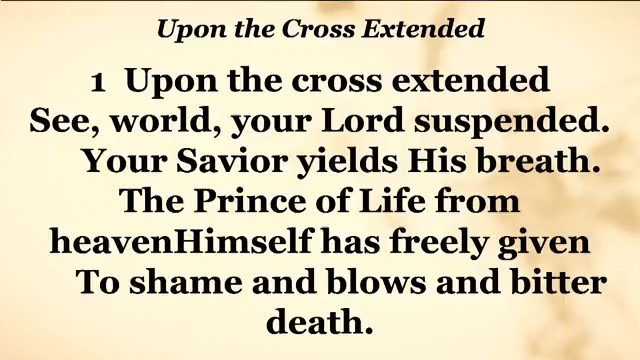 Upon the Cross Extended
1 Upon the cross extended
See, world, your Lord suspended.
Your Savior yields His breath.
The Prince of Life from
heavenHimself has freely given
To shame and blows and bitter
death.